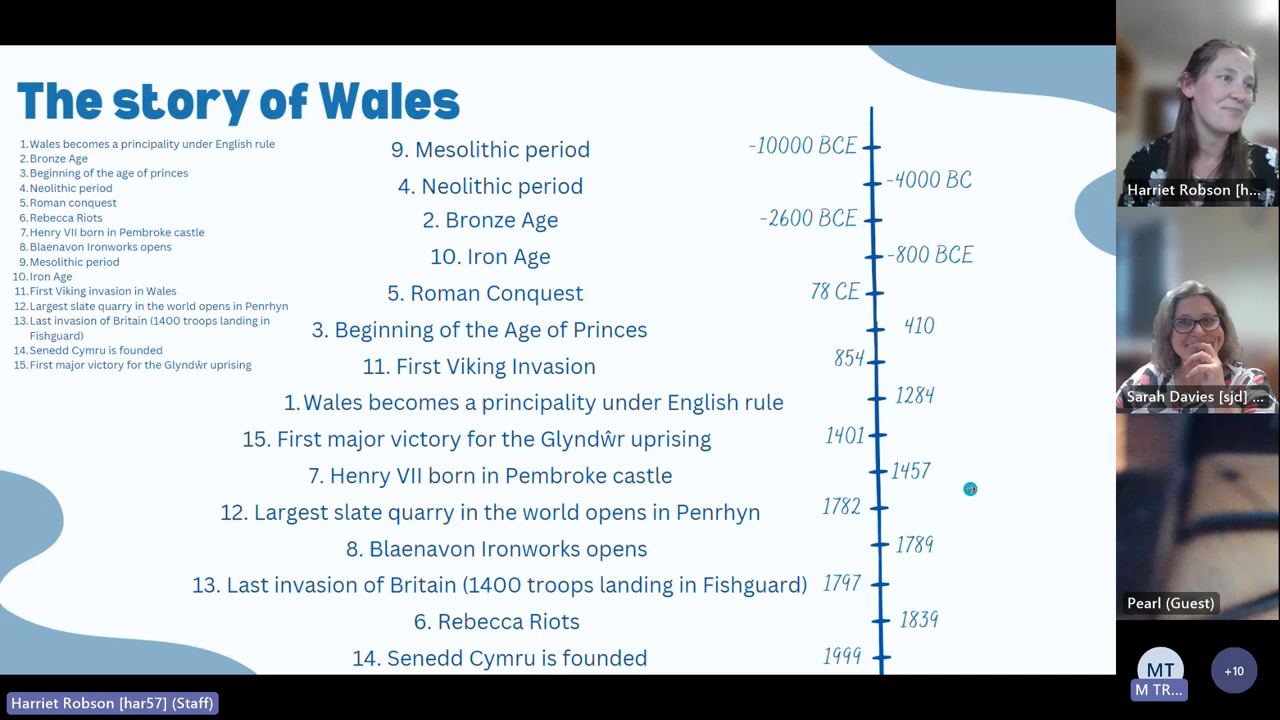 The story of Wales
1. Wales becomes a principality under English rule
2. Bronze Age
3. Beginning of the age of princes
4. Neolithic period
5. Roman conquest
6. Rebecca Riots
7. Henry VII born in Pembroke castle
8. Blaenavon Ironworks opens
9. Mesolithic period
10. Iron Age
11. First Viking invasion in Wales
12. Largest slate quarry in the world opens in Penrhyn
13. Last invasion of Britain (1400 troops landing in
Fishguard)
14. Senedd Cymru is founded
15. First major victory for the Glyndŵr uprising
9. Mesolithic period
-10000 BCE
4. Neolithic period
-4000 BC
2. Bronze Age
-2600 BCE
10. Iron Age
-800 BCE
5. Roman Conquest
78 CE
3. Beginning of the Age of Princes
410
11. First Viking Invasion
854
1. Wales becomes a principality under English rule
1284
15. First major victory for the Glyndŵr uprising
1401
7. Henry VII born in Pembroke castle
1457
12. Largest slate quarry in the world opens in Penrhyn
1782
8. Blaenavon Ironworks opens
1789
13. Last invasion of Britain (1400 troops landing in Fishguard)
1797
6. Rebecca Riots
1839
14. Senedd Cymru is founded
1999
Harriet Robson [h...
Sarah Davies [sjd] ...
Pearl (Guest)
MT
M TR...
+10
Harriet Robson [har57] (Staff)